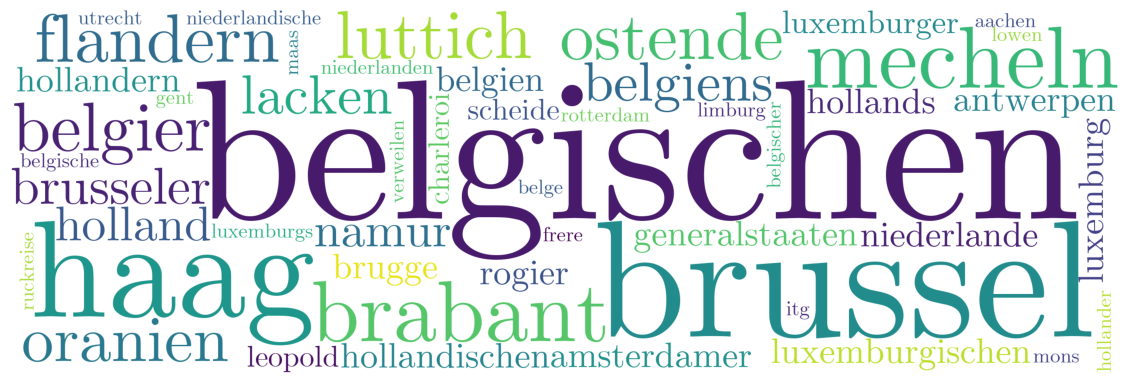 utrecht
niederlandische
flandern
maas
luttich
niederlanden
ostende
luxemburger
aachen
lowen
mecheln
hollandern
gent
lacken
belgien
belgiens
scheide
rotterdam
limburg
hollands
antwerpen
belgier
belgische
belgischen
verweilen
charleroi
belge
belgischer
luxemburg
brusseler
holland
luxemburgs
namur
frere
generalstaaten
niederlande
ruckreise
haag
brugge
rogier
brabant
brussel
itg
oranien
leopold
hollandischen
amsterdamer
luxemburgischen
mons
hollander